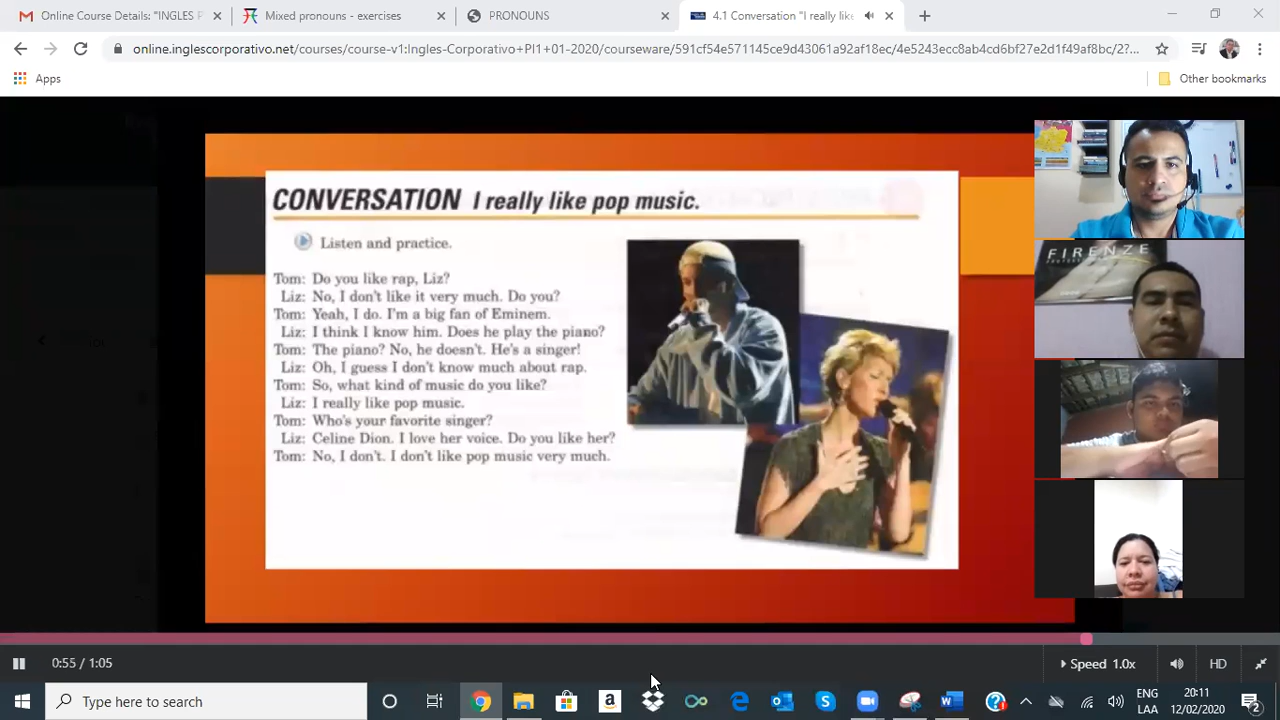 Online Course Details: "INGLES P
Mixed pronouns - exercises
PRONOUNS
4.1 Conversation "I really like
online.inglescorporativo.net/courses/course-v1:Ingles-Corporativo+PI1+01-2020/courseware/591cf54e571145ce9d43061a92af18ec/4e5243ecc8ab4cd6bf27e2d1f49af8bc/2?...
Apps
Other bookmarks
CONVERSATION I really like pop music.
Listen and practice.
Tom: Do you like rap, Liz?
Liz: No, I don't like it very much. Do you?
Tom: Yeah, I do. I'm a big fan of Eminem.
Liz: I think I know him. Does he play the piano?
Tom: The piano? No, he doesn't. He's a singer!
Liz: Oh, I guess I don't know much about rap.
Tom: So, what kind of music do you like?
Liz: I really like pop music.
Tom: Who's your favorite singer?
Liz: Celine Dion. I love her voice. Do you like her?
Tom: No, I don't. I don't like pop music very much.
FIRENZE
0:55 / 1:05
Speed 1.0x
HD
Type here to search
ENG
LAA
20:11
12/02/2020
2